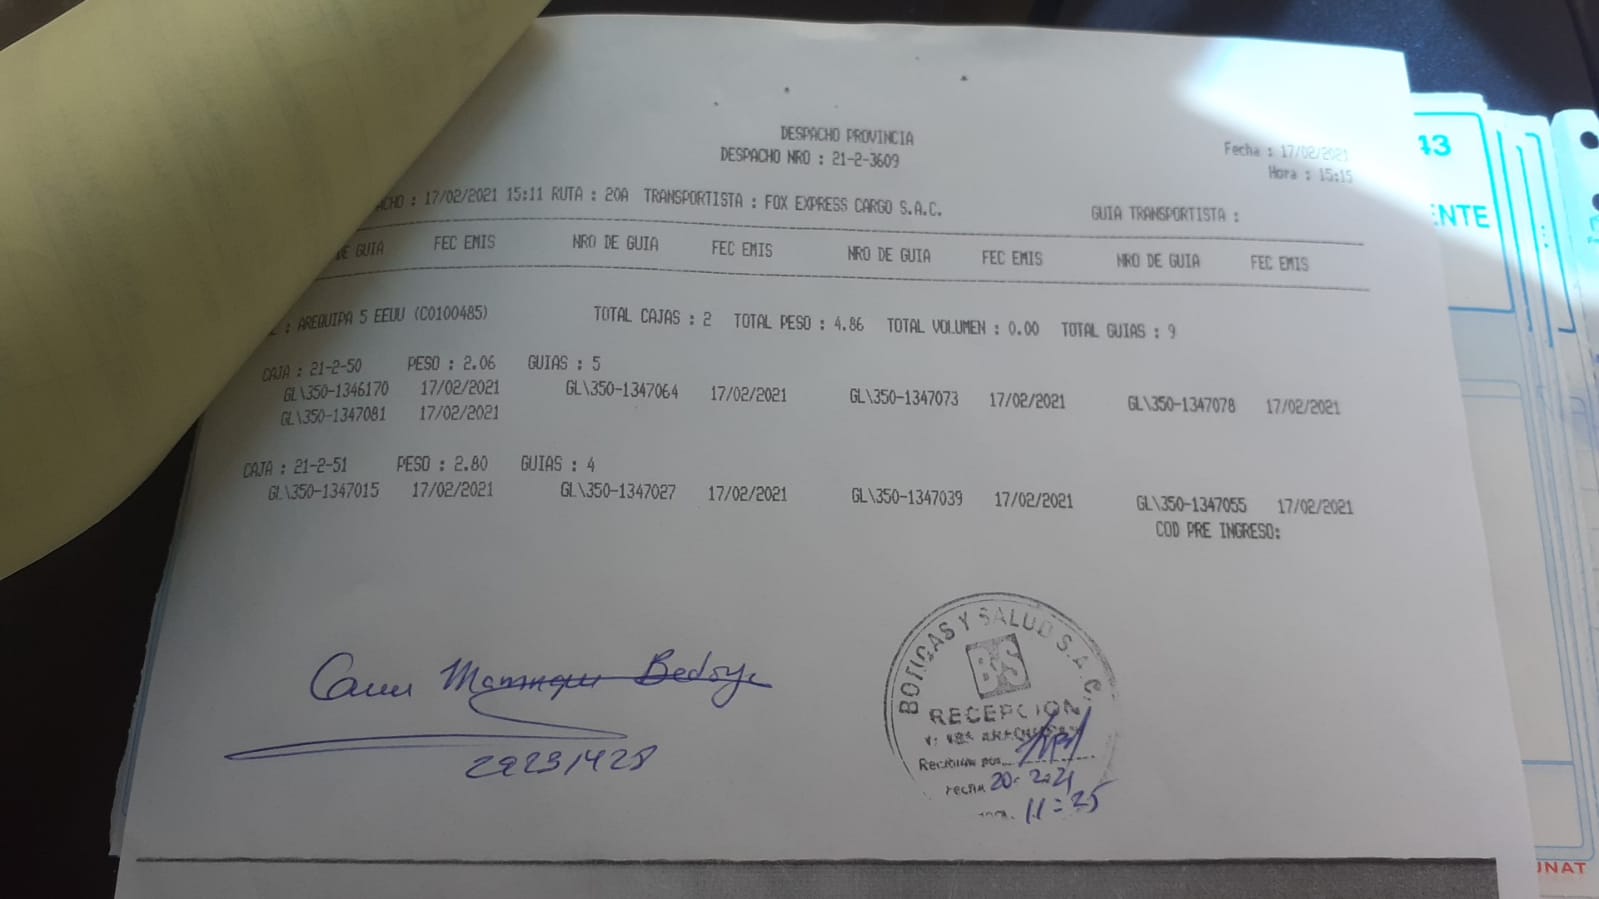 DESPACHO PROVINCIA
DESPACHO NRO : 21-2-3609
Fecha : 17/02/2021
Hora : 15:15
ACHO : 17/02/2021 15:11 RUTA : 20A TRANSPORTISTA : FOX EXPRESS CARGO S.A.C. GUIA TRANSPORTISTA :
DE GUIA FEC EMIS NRO DE GUIA FEC EMIS NRO DE GUIA FEC EMIS NRO DE GUIA FEC EMIS
: AREQUIPA 5 EEUU (C0100485) TOTAL CAJAS : 2 TOTAL PESO : 4.86 TOTAL VOLUMEN : 0.00 TOTAL GUIAS : 9
CAJA : 21-2-50 PESO : 2.06 GUIAS : 5
GL\350-1346170 17/02/2021 GL\350-1347064 17/02/2021 GL\350-1347073 17/02/2021 GL\350-1347078 17/02/2021
GL\350-1347081 17/02/2021
CAJA : 21-2-51 PESO : 2.80 GUIAS : 4
GL\350-1347015 17/02/2021 GL\350-1347027 17/02/2021 GL\350-1347039 17/02/2021 GL\350-1347055 17/02/2021
COD PRE INGRESO:
Bedoya
BOTICAS Y SALUD S.A.C.
BS
RECEPCION
20- 2021
11:25
43
ENTE
UNAT